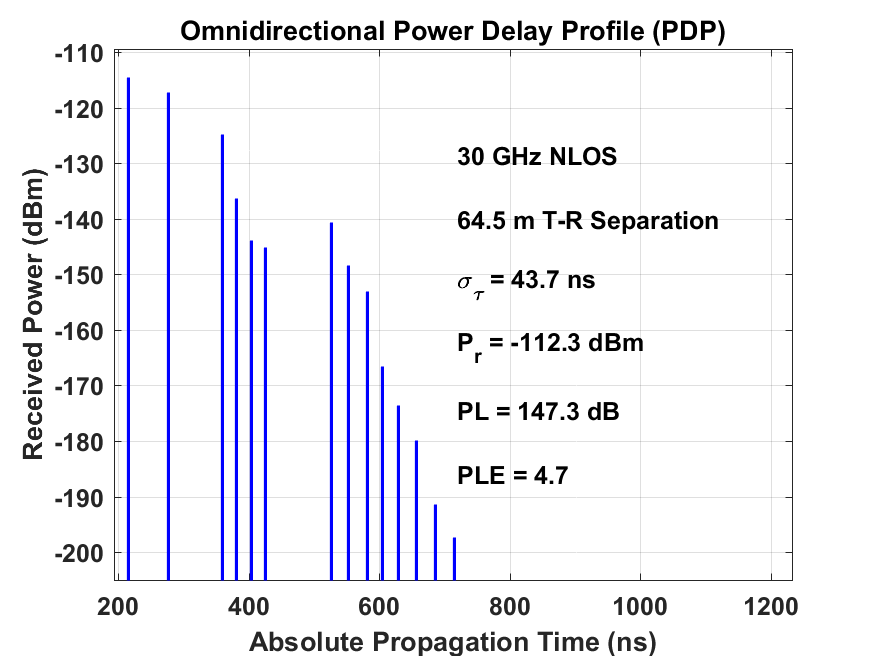 Omnidirectional Power Delay Profile (PDP)
Received Power (dBm)
-110
-120
-130
-140
-150
-160
-170
-180
-190
-200
30 GHz NLOS
64.5 m T-R Separation
σ_τ = 43.7 ns
P_r = -112.3 dBm
PL = 147.3 dB
PLE = 4.7
200 400 600 800 1000 1200
Absolute Propagation Time (ns)